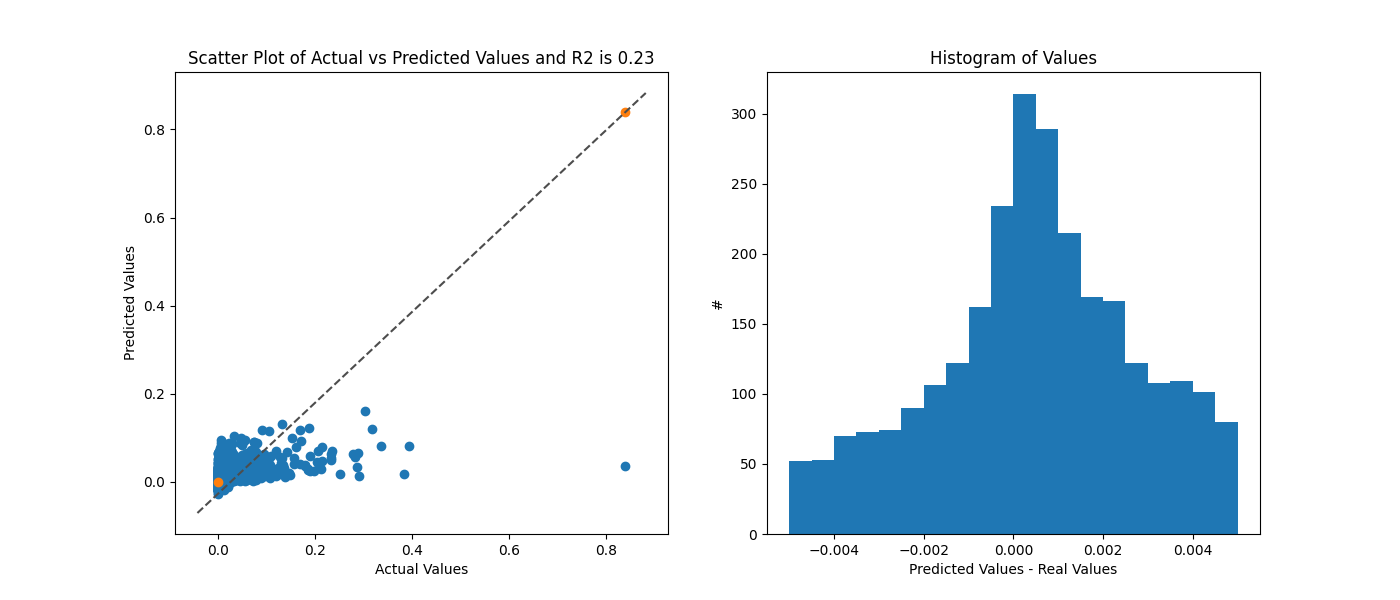 Scatter Plot of Actual vs Predicted Values and R2 is 0.23
0.8
0.6
0.4
0.2
0.0
Predicted Values
0.0 0.2 0.4 0.6 0.8
Actual Values
Histogram of Values
300
250
200
150
100
50
0
#
−0.004 −0.002 0.000 0.002 0.004
Predicted Values - Real Values